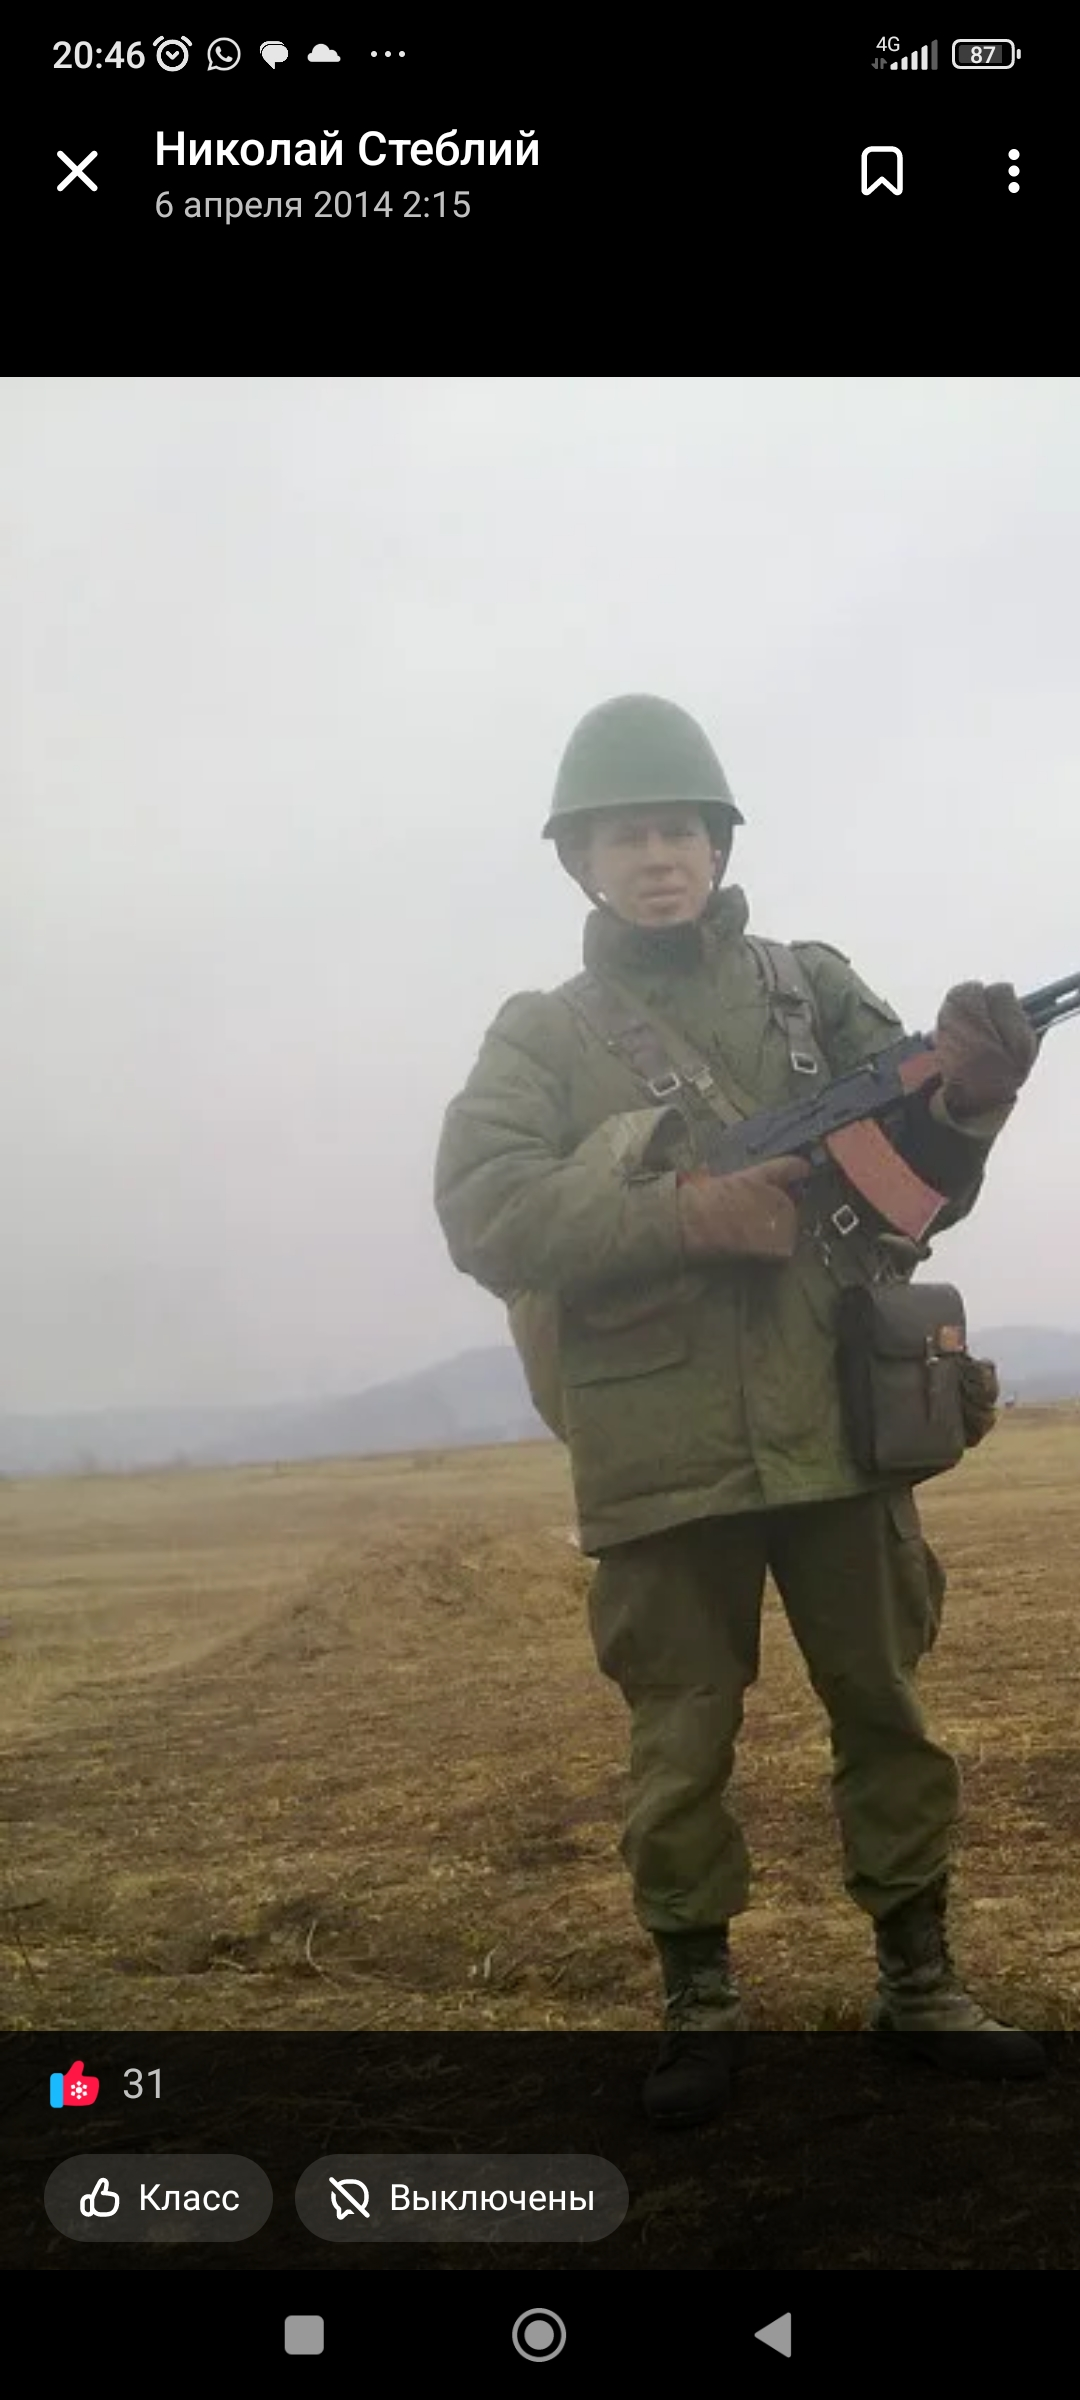 20:46
4G
87
Николай Стеблий
6 апреля 2014 2:15
31
Класс
Выключены